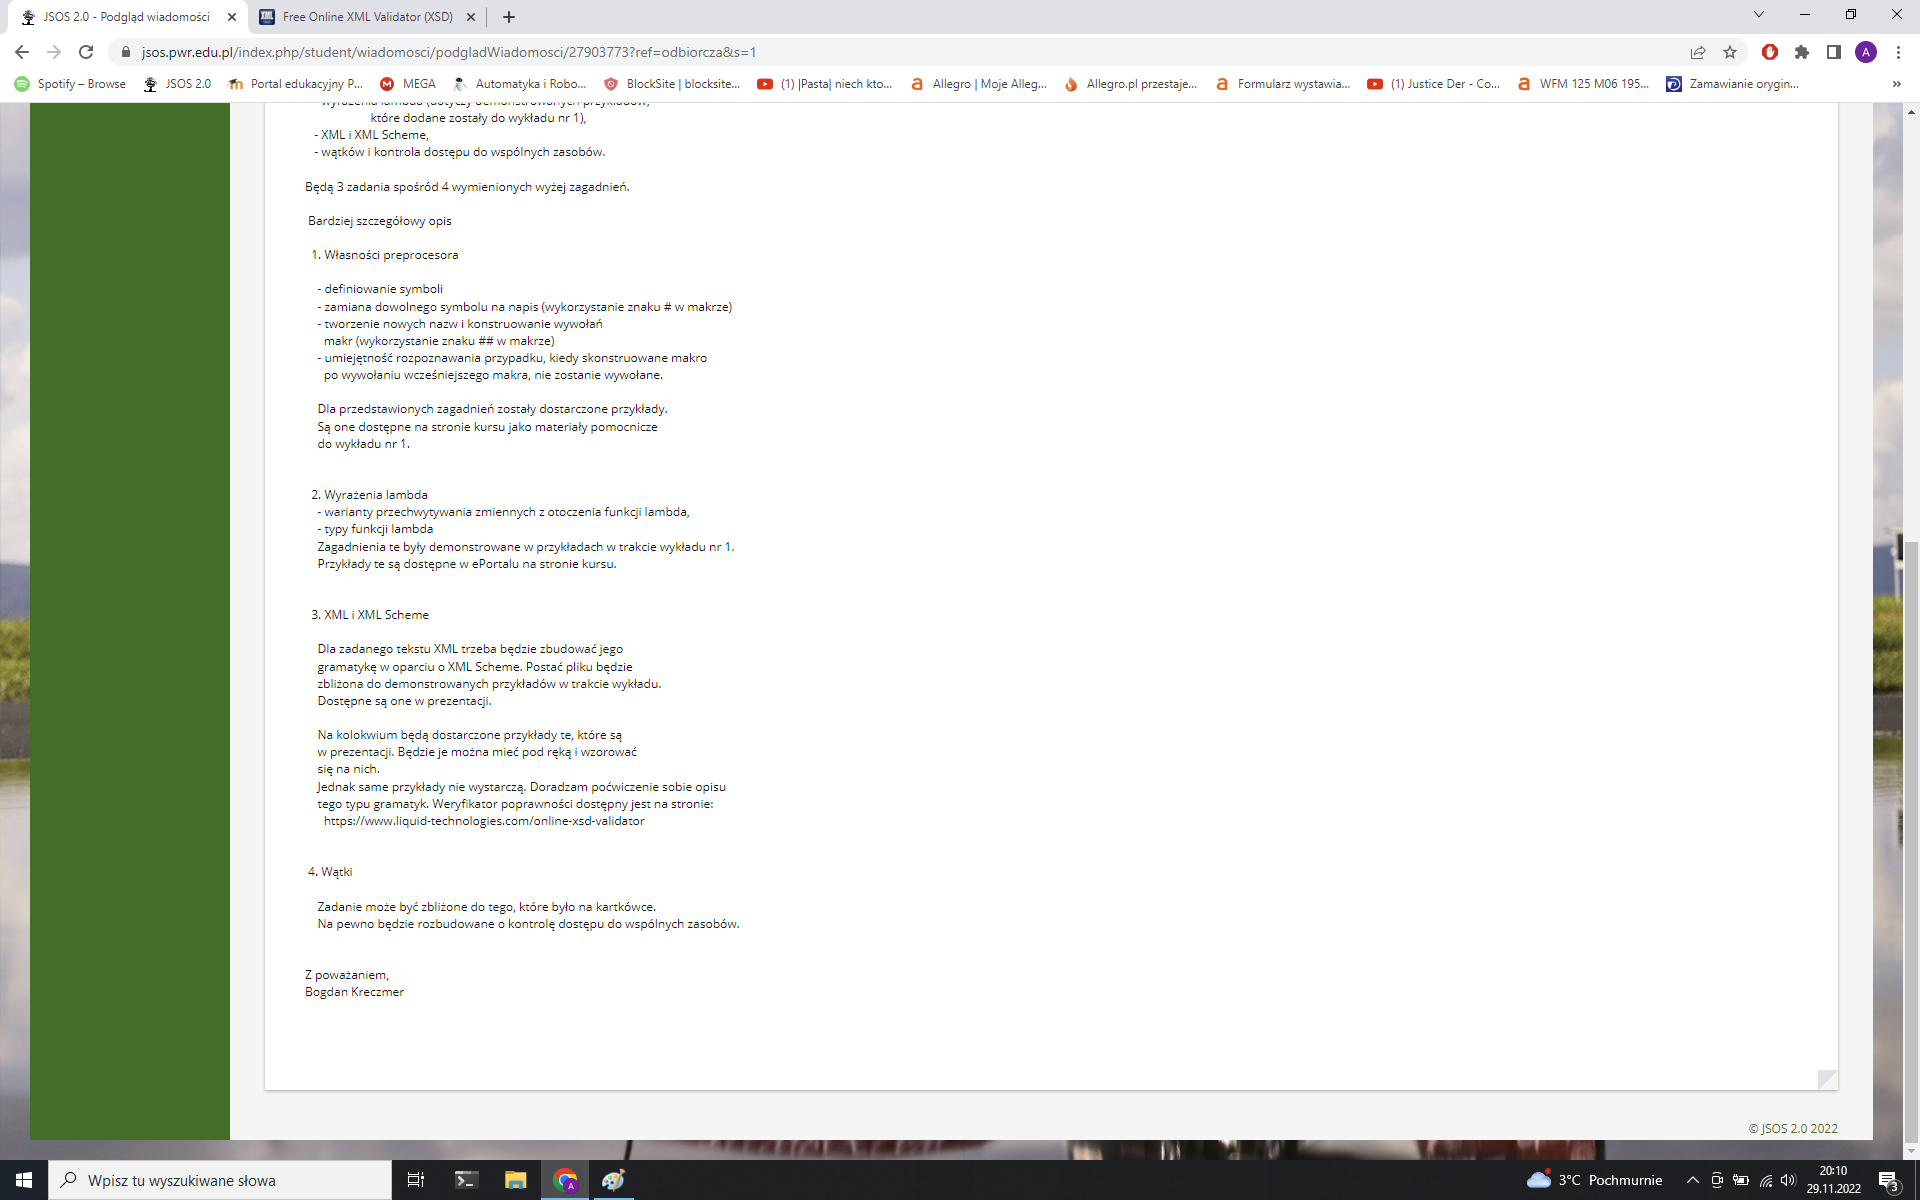 JSOS 2.0 - Podgląd wiadomości
Free Online XML Validator (XSD)
jsos.pwr.edu.pl/index.php/student/wiadomosci/podgladWiadomosci/27903773?ref=odbiorcza&s=1
A
Spotify – Browse
JSOS 2.0
Portal edukacyjny P...
MEGA
Automatyka i Robo...
BlockSite | blocksite...
(1) |Pasta| niech kto...
Allegro | Moje Alleg...
Allegro.pl przestaje...
Formularz wystawia...
(1) Justice Der - Co...
WFM 125 M06 195...
Zamawianie orygin...
»
- wyrażenia lambda (dotyczy demonstrowanych przykładów,
które dodane zostały do wykładu nr 1),
- XML i XML Scheme,
- wątków i kontrola dostępu do wspólnych zasobów.
Będą 3 zadania spośród 4 wymienionych wyżej zagadnień.
Bardziej szczegółowy opis
1. Własności preprocesora
- definiowanie symboli
- zamiana dowolnego symbolu na napis (wykorzystanie znaku # w makrze)
- tworzenie nowych nazw i konstruowanie wywołań
makr (wykorzystanie znaku ## w makrze)
- umiejętność rozpoznawania przypadku, kiedy skonstruowane makro
po wywołaniu wcześniejszego makra, nie zostanie wywołane.
Dla przedstawionych zagadnień zostały dostarczone przykłady.
Są one dostępne na stronie kursu jako materiały pomocnicze
do wykładu nr 1.
2. Wyrażenia lambda
- warianty przechwytywania zmiennych z otoczenia funkcji lambda,
- typy funkcji lambda
Zagadnienia te były demonstrowane w przykładach w trakcie wykładu nr 1.
Przykłady te są dostępne w ePortalu na stronie kursu.
3. XML i XML Scheme
Dla zadanego tekstu XML trzeba będzie zbudować jego
gramatykę w oparciu o XML Scheme. Postać pliku będzie
zbliżona do demonstrowanych przykładów w trakcie wykładu.
Dostępne są one w prezentacji.
Na kolokwium będą dostarczone przykłady te, które są
w prezentacji. Będzie je można mieć pod ręką i wzorować
się na nich.
Jednak same przykłady nie wystarczą. Doradzam poćwiczenie sobie opisu
tego typu gramatyk. Weryfikator poprawności dostępny jest na stronie:
https://www.liquid-technologies.com/online-xsd-validator
4. Wątki
Zadanie może być zbliżone do tego, które było na kartkówce.
Na pewno będzie rozbudowane o kontrolę dostępu do wspólnych zasobów.
Z poważaniem,
Bogdan Kreczmer
© JSOS 2.0 2022
Wpisz tu wyszukiwane słowa
A
3°C Pochmurnie
20:10
29.11.2022
3